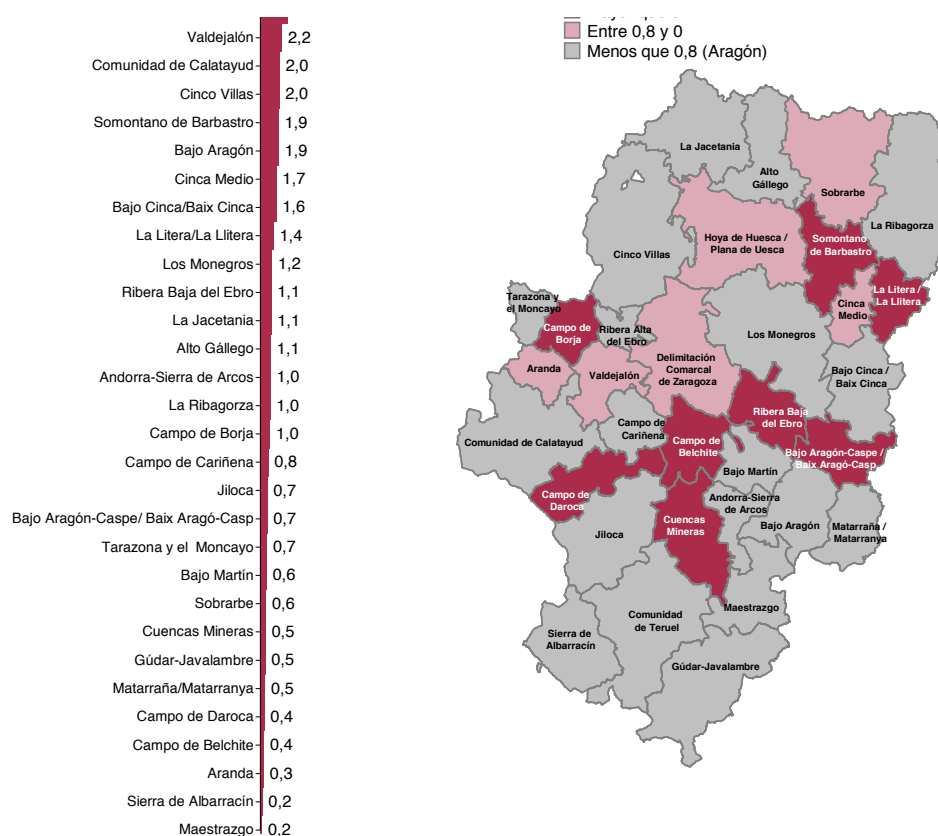 Valdejalón 2,2
Comunidad de Calatayud 2,0
Cinco Villas 2,0
Somontano de Barbastro 1,9
Bajo Aragón 1,9
Cinca Medio 1,7
Bajo Cinca/Baix Cinca 1,6
La Litera/La Llitera 1,4
Los Monegros 1,2
Ribera Baja del Ebro 1,1
La Jacetania 1,1
Alto Gállego 1,1
Andorra-Sierra de Arcos 1,0
La Ribagorza 1,0
Campo de Borja 1,0
Campo de Cariñena 0,8
Jiloca 0,7
Bajo Aragón-Caspe/ Baix Aragó-Casp 0,7
Tarazona y el Moncayo 0,7
Bajo Martín 0,6
Sobrarbe 0,6
Cuencas Mineras 0,5
Gúdar-Javalambre 0,5
Matarraña/Matarranya 0,5
Campo de Daroca 0,4
Campo de Belchite 0,4
Aranda 0,3
Sierra de Albarracín 0,2
Maestrazgo 0,2
Entre 0,8 y 0
Menos que 0,8 (Aragón)
La Jacetania
Alto
Gállego
Sobrarbe
La Ribagorza
Hoya de Huesca /
Plana de Uesca
Somontano
de Barbastro
Cinco Villas
La Litera /
La Llitera
Cinca
Medio
Tarazona y
el Moncayo
Campo de
Borja
Ribera Alta
del Ebro
Los Monegros
Aranda
Valdejalón
Delimitación
Comarcal
de Zaragoza
Bajo Cinca /
Baix Cinca
Ribera Baja
del Ebro
Comunidad de Calatayud
Campo de
Cariñena
Campo de
Belchite
Bajo Aragón-Caspe /
Baix Aragó-Casp.
Bajo Martín
Campo de
Daroca
Andorra-Sierra
de Arcos
Cuencas
Mineras
Bajo Aragón
Matarraña /
Matarranya
Jiloca
Maestrazgo
Comunidad
de Teruel
Sierra de
Albarracín
Gúdar-Javalambre